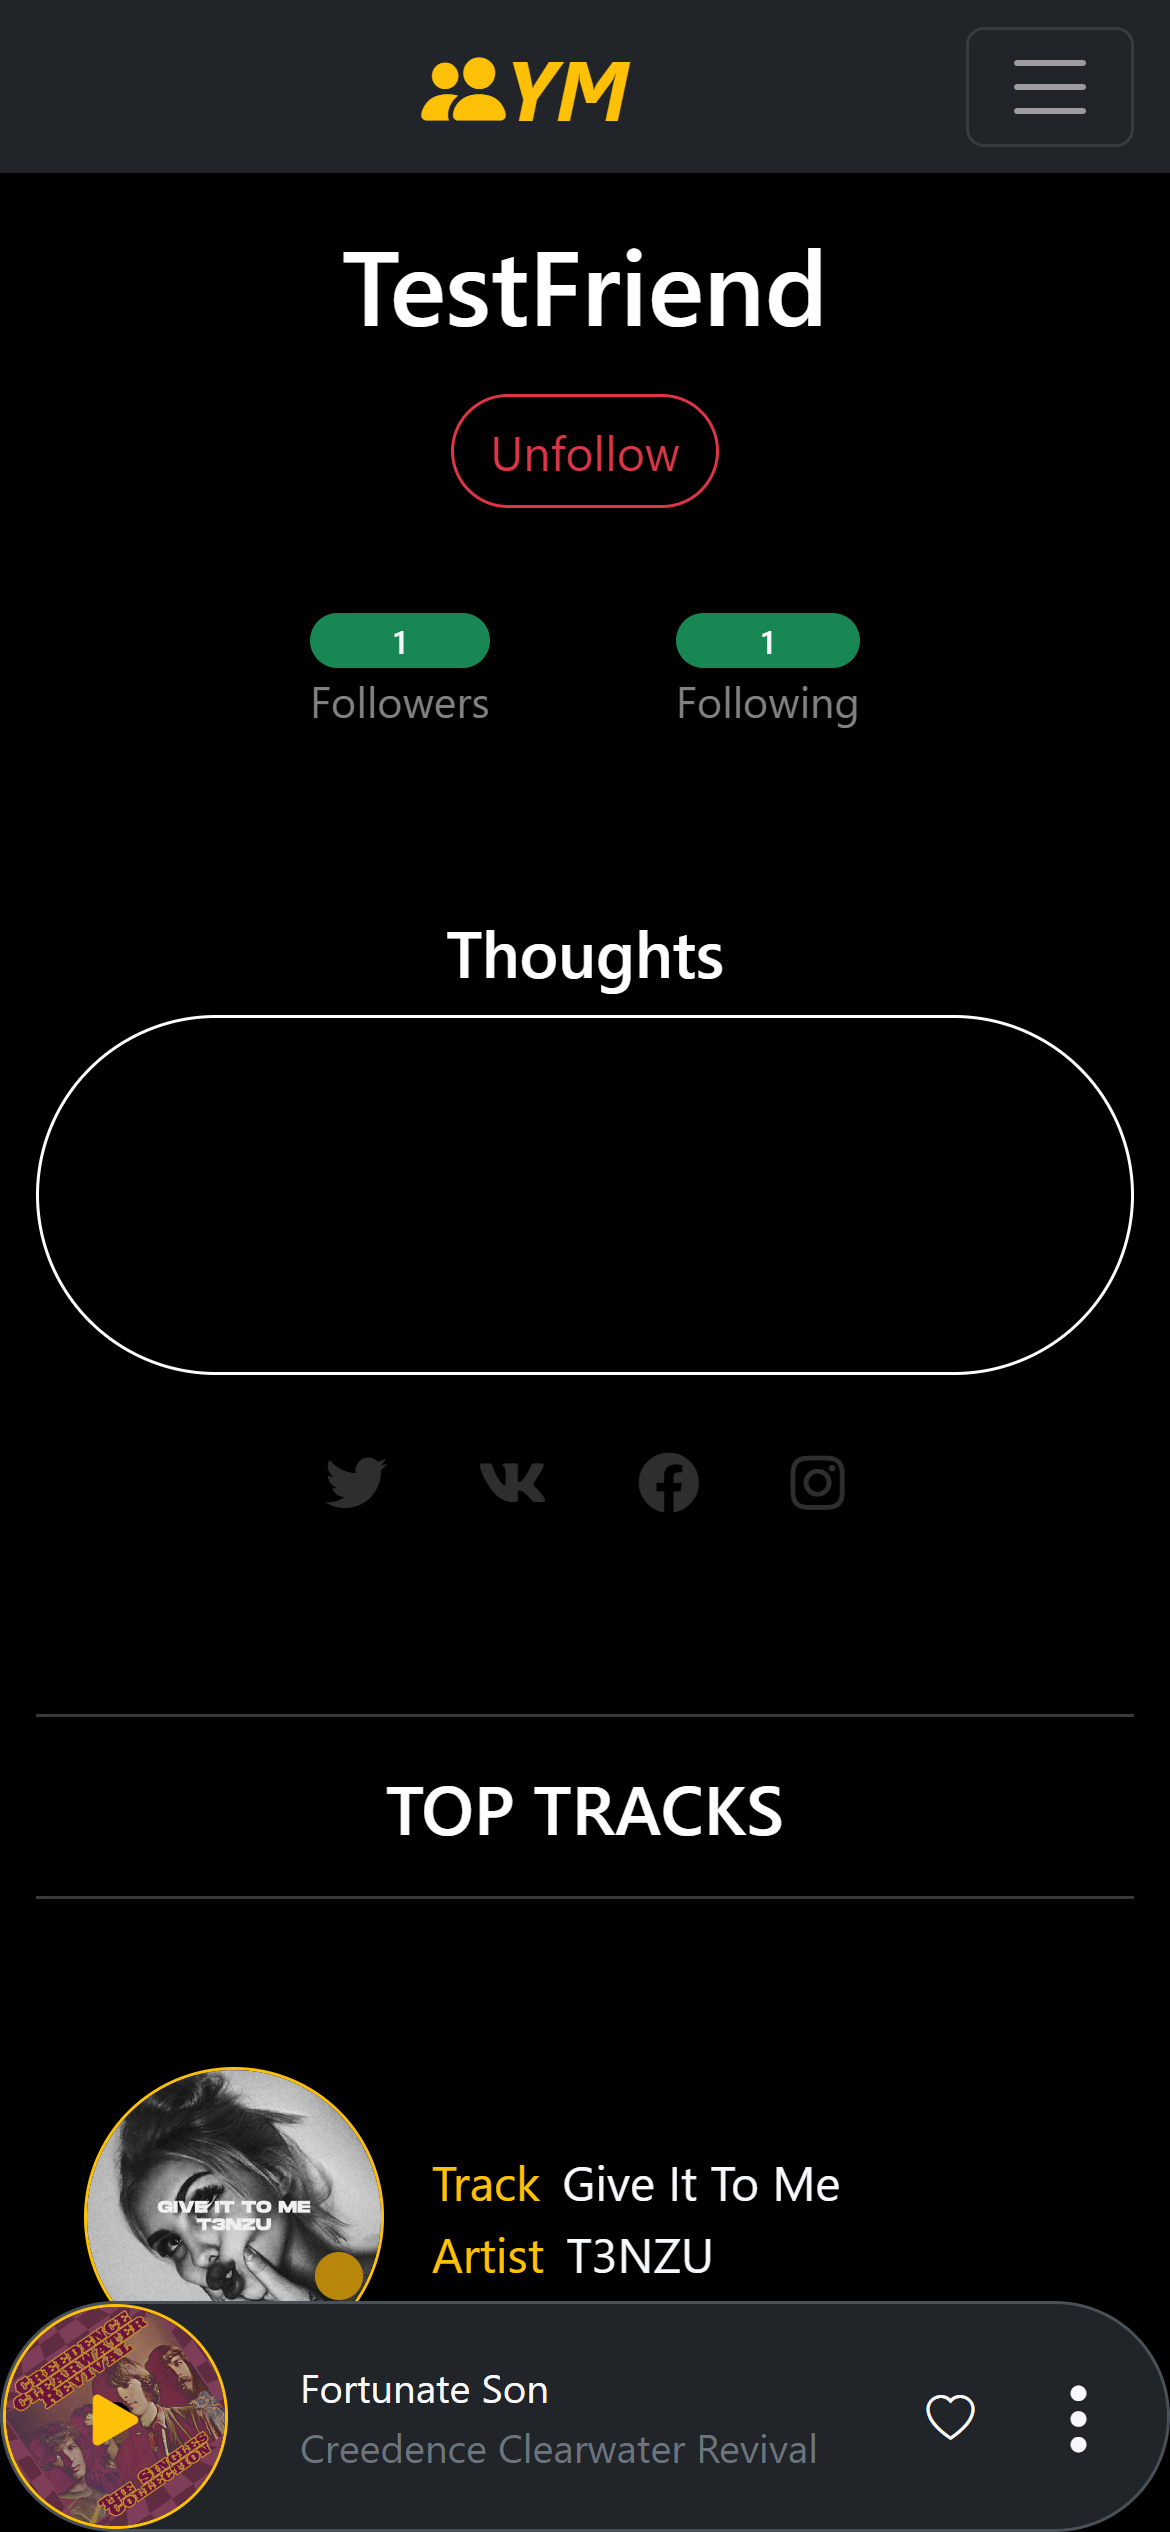 YM
TestFriend
Unfollow
1
Followers
1
Following
Thoughts
TOP TRACKS
GIVE IT TO ME
T3NZU
Track Give It To Me
Artist T3NZU
CREEDENCE
CLEARWATER
REVIVAL
THE SINGLES
COLLECTION
Fortunate Son
Creedence Clearwater Revival